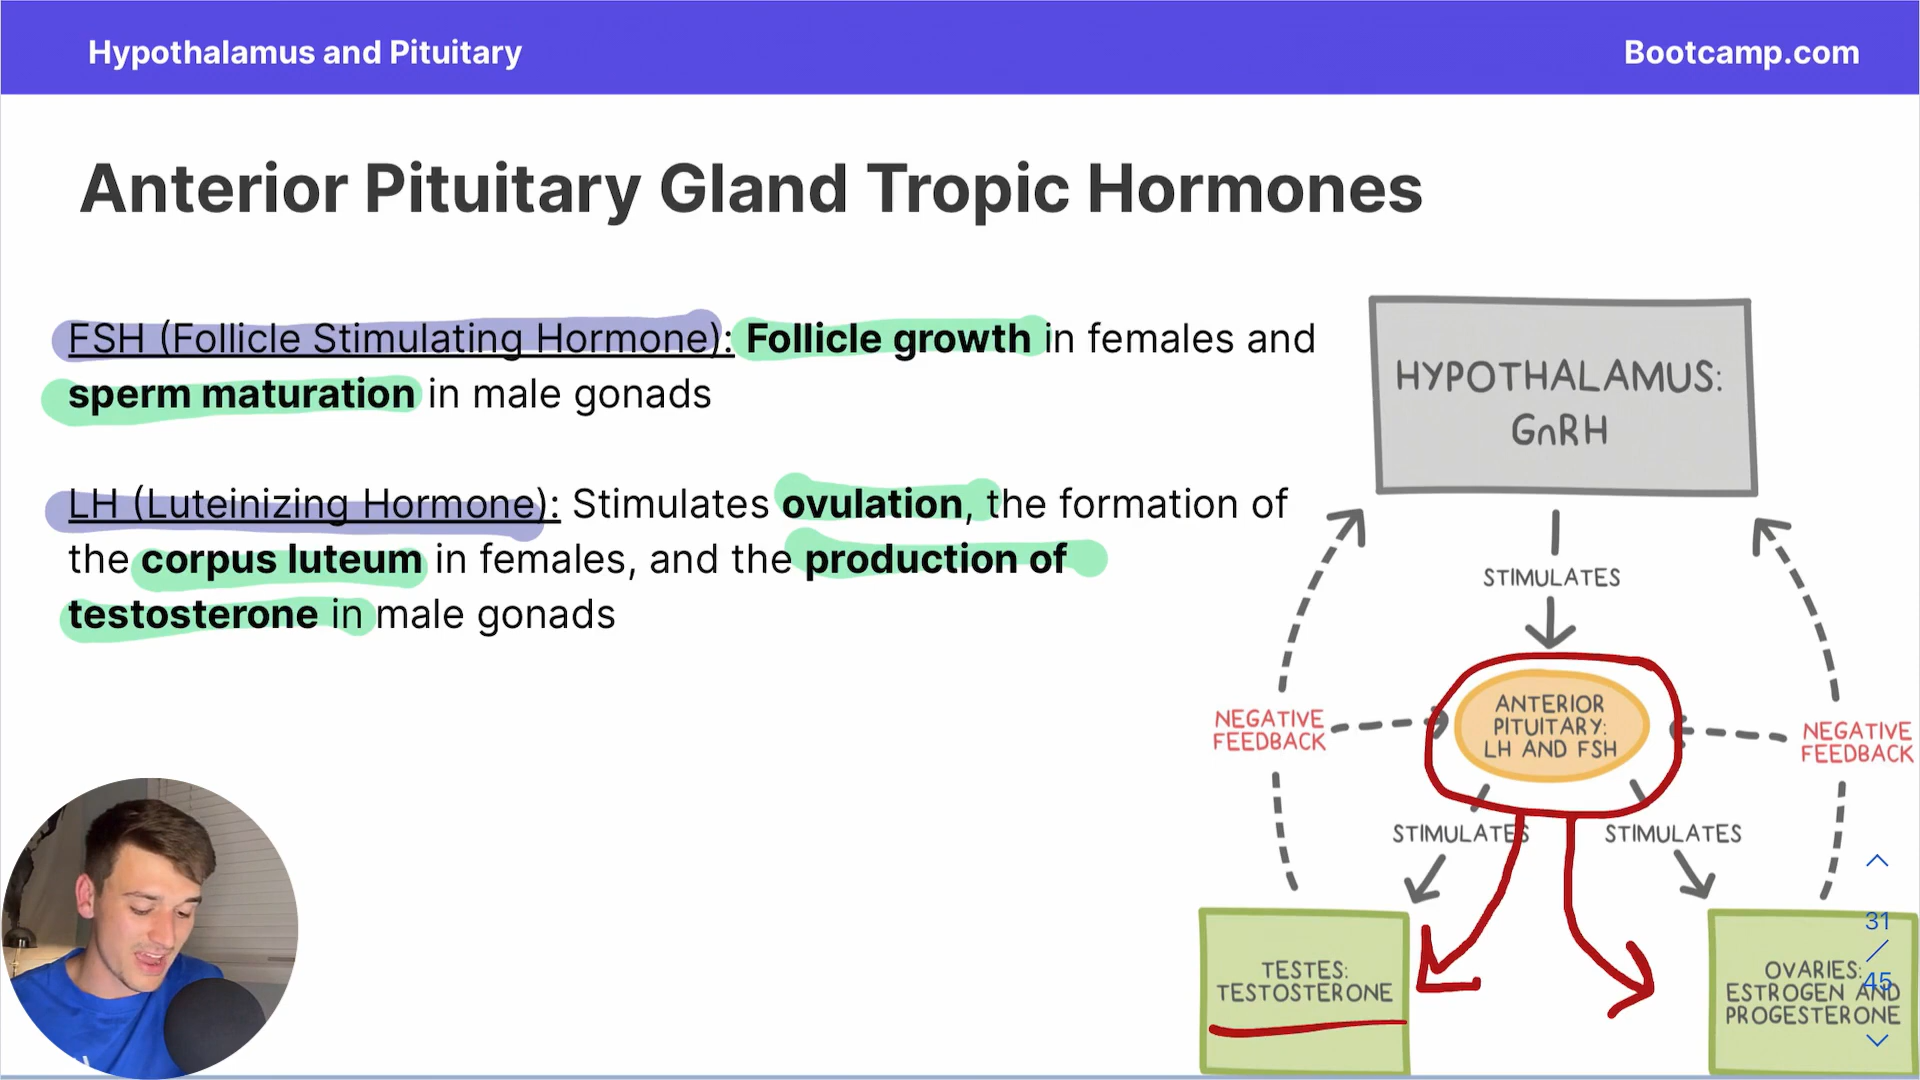 Hypothalamus and Pituitary
Bootcamp.com
Anterior Pituitary Gland Tropic Hormones
FSH (Follicle Stimulating Hormone): Follicle growth in females and
sperm maturation in male gonads
LH (Luteinizing Hormone): Stimulates ovulation, the formation of
the corpus luteum in females, and the production of
testosterone in male gonads
HYPOTHALAMUS:
GnRH
STIMULATES
ANTERIOR
PITUITARY:
LH AND FSH
NEGATIVE
FEEDBACK
NEGATIVE
FEEDBACK
STIMULATES
STIMULATES
TESTES:
TESTOSTERONE
OVARIES:
ESTROGEN AND
PROGESTERONE
31
/
45